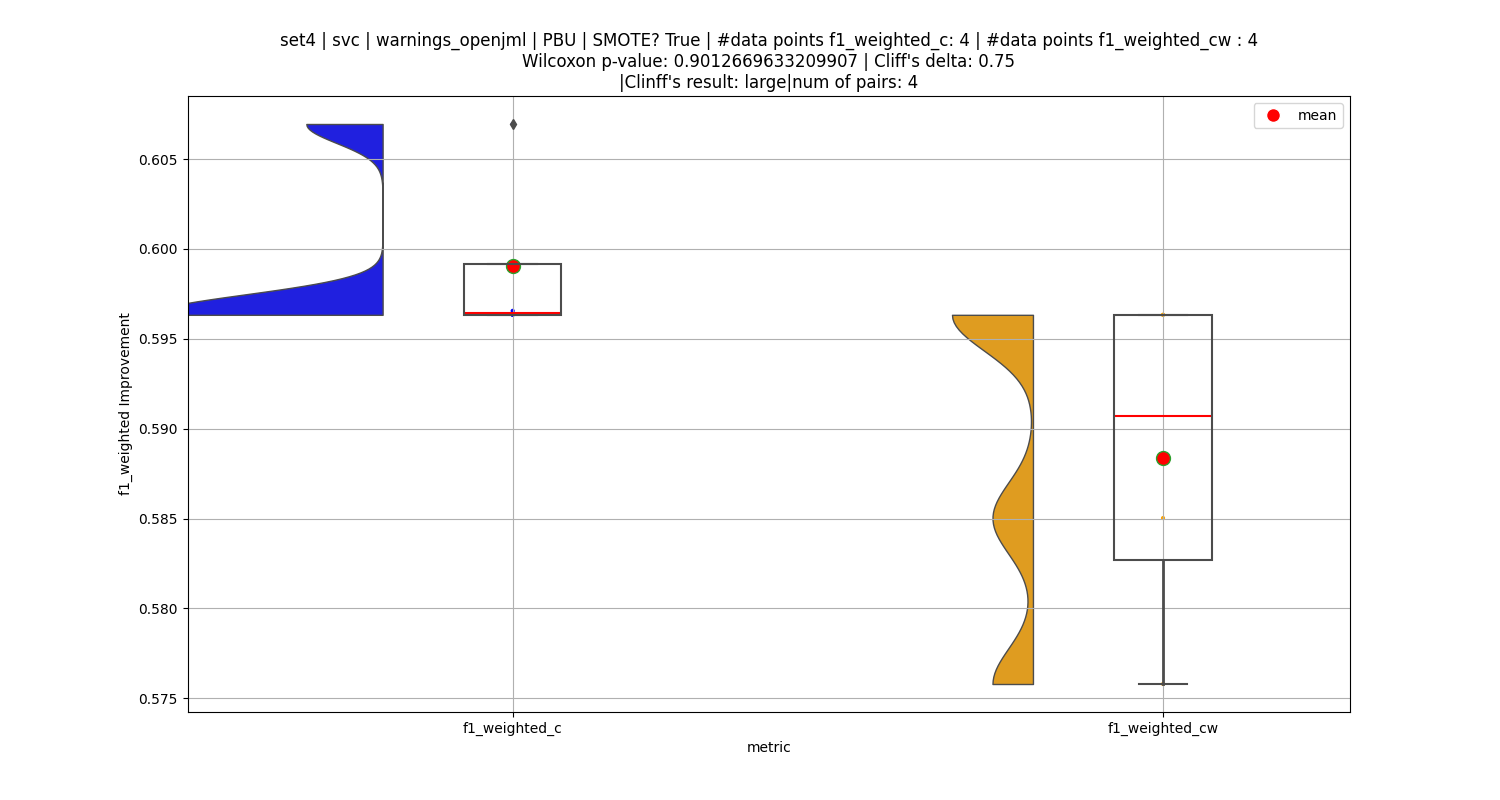 set4 | svc | warnings_openjml | PBU | SMOTE? True | #data points f1_weighted_c: 4 | #data points f1_weighted_cw : 4
Wilcoxon p-value: 0.9012669633209907 | Cliff's delta: 0.75
|Clinff's result: large|num of pairs: 4
mean
0.605
0.600
0.595
0.590
0.585
0.580
0.575
f1_weighted Improvement
f1_weighted_c
f1_weighted_cw
metric